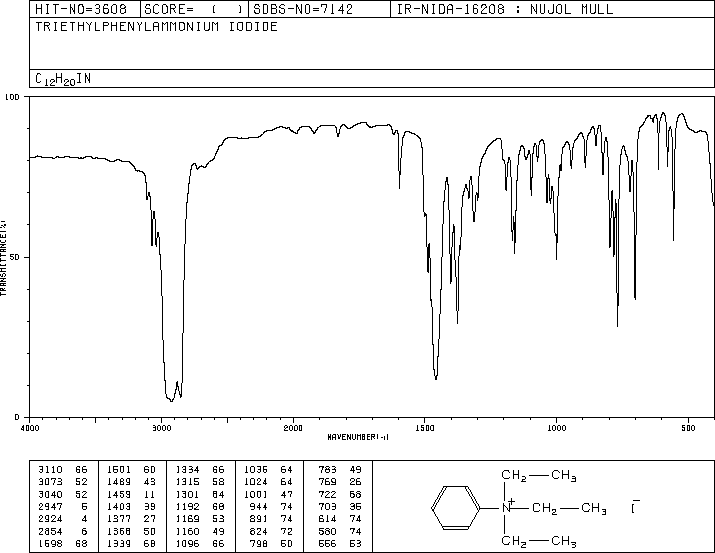 HIT-NO=3608 SCORE= ( ) SDBS-NO=7142 IR-NIDA-16208 : NUJOL MULL
TRIETHYLPHENYLAMMONIUM IODIDE
C12H20IN
100
TRANSMITTANCE(%)
50
0
4000 3000 2000 1500 1000 500
WAVENUMBER(-1)
3110 66 1501 60 1334 66 1036 64 783 49
3073 52 1489 43 1315 58 1024 64 769 26
3040 52 1459 11 1301 64 1001 47 722 68
2947 5 1403 39 1192 68 944 74 703 35
2924 4 1377 27 1169 53 891 74 614 74
2854 6 1368 50 1160 49 824 72 580 74
1598 68 1339 68 1096 66 798 50 556 53
CH2—CH3
N+—CH2—CH3 I−
CH2—CH3